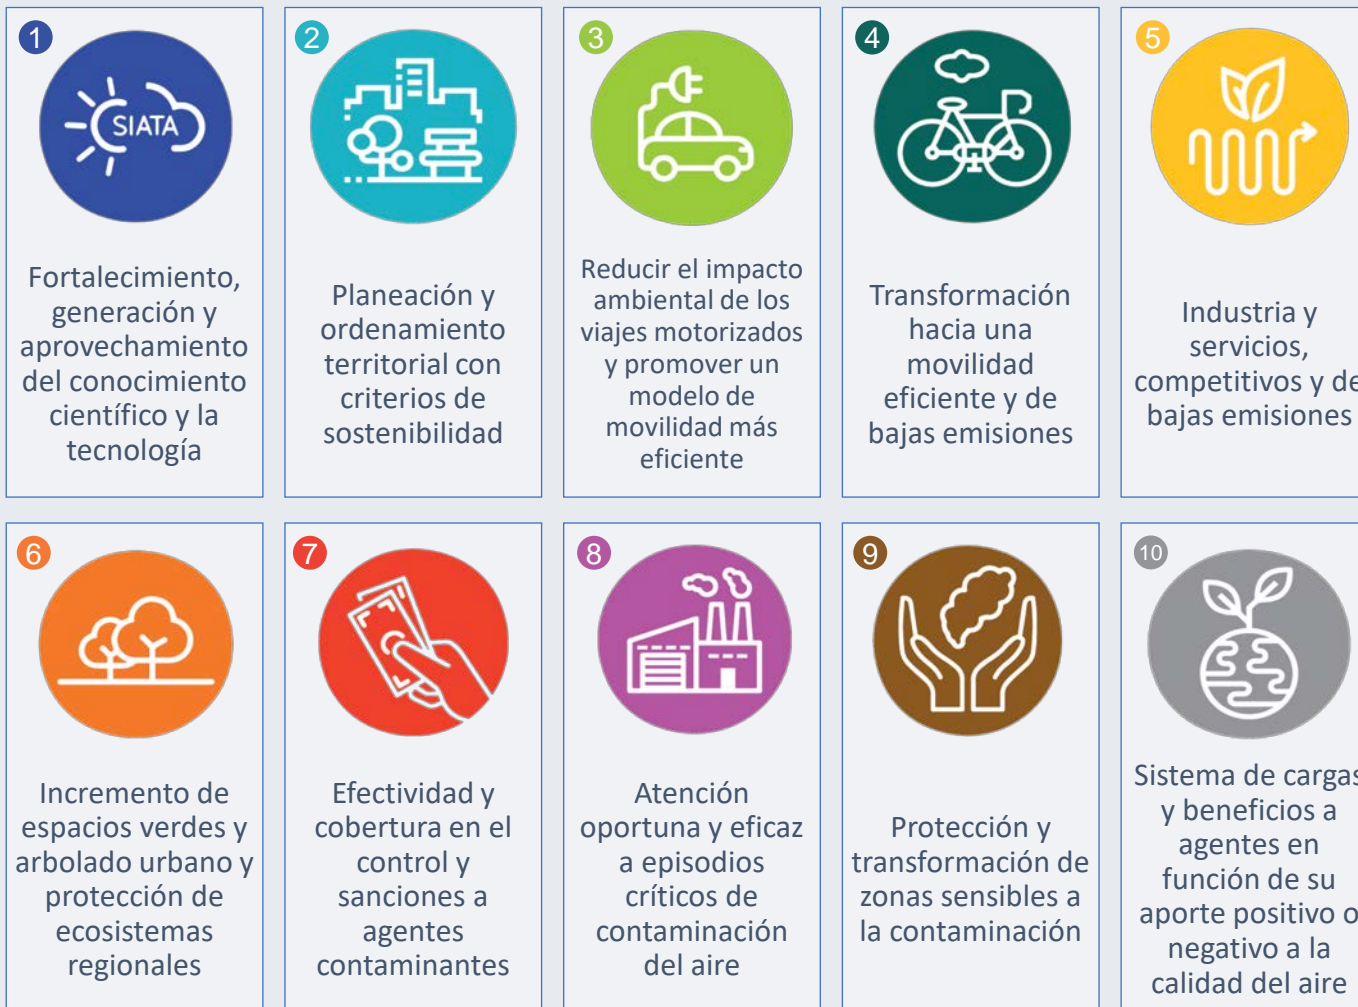 1
SIATA
Fortalecimiento,
generación y
aprovechamiento
del conocimiento
científico y la
tecnología
2
Planeación y
ordenamiento
territorial con
criterios de
sostenibilidad
3
Reducir el impacto
ambiental de los
viajes motorizados
y promover un
modelo de
movilidad más
eficiente
4
Transformación
hacia una
movilidad
eficiente y de
bajas emisiones
5
Industria y
servicios,
competitivos y de
bajas emisiones
6
Incremento de
espacios verdes y
arbolado urbano y
protección de
ecosistemas
regionales
7
Efectividad y
cobertura en el
control y
sanciones a
agentes
contaminantes
8
Atención
oportuna y eficaz
a episodios
críticos de
contaminación
del aire
9
Protección y
transformación de
zonas sensibles a
la contaminación
10
Sistema de cargas
y beneficios a
agentes en
función de su
aporte positivo o
negativo a la
calidad del aire